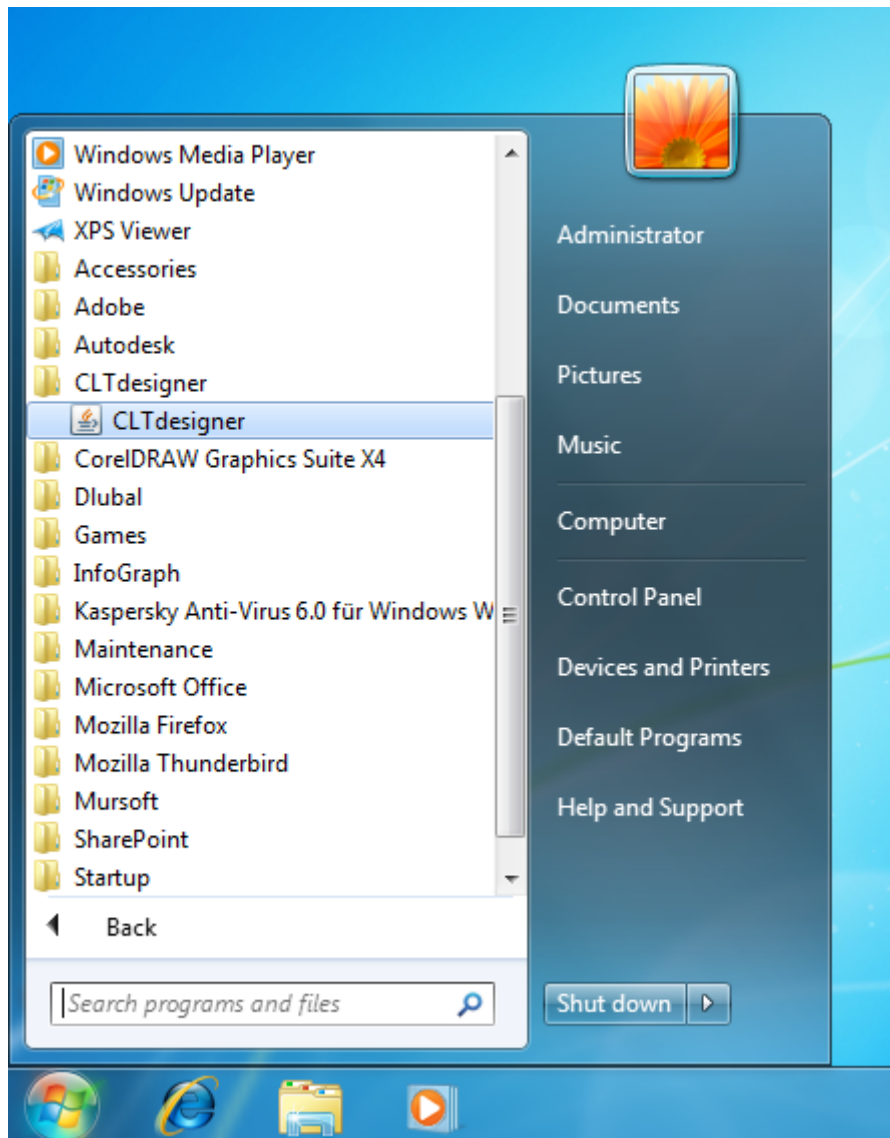 Windows Media Player
Windows Update
XPS Viewer
Accessories
Adobe
Autodesk
CLTdesigner
CLTdesigner
CorelDRAW Graphics Suite X4
Dlubal
Games
InfoGraph
Kaspersky Anti-Virus 6.0 für Windows W
Maintenance
Microsoft Office
Mozilla Firefox
Mozilla Thunderbird
Mursoft
SharePoint
Startup
Back
Search programs and files
Administrator
Documents
Pictures
Music
Computer
Control Panel
Devices and Printers
Default Programs
Help and Support
Shut down